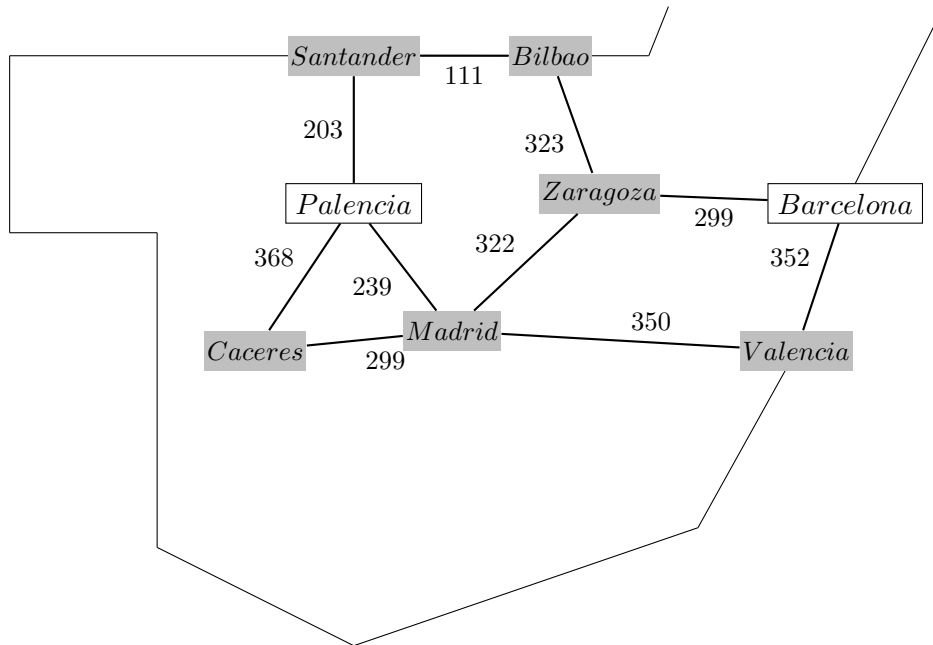 Santander
Bilbao
111
203
323
Zaragoza
Palencia
Barcelona
299
368
322
352
239
350
Madrid
Caceres
Valencia
299